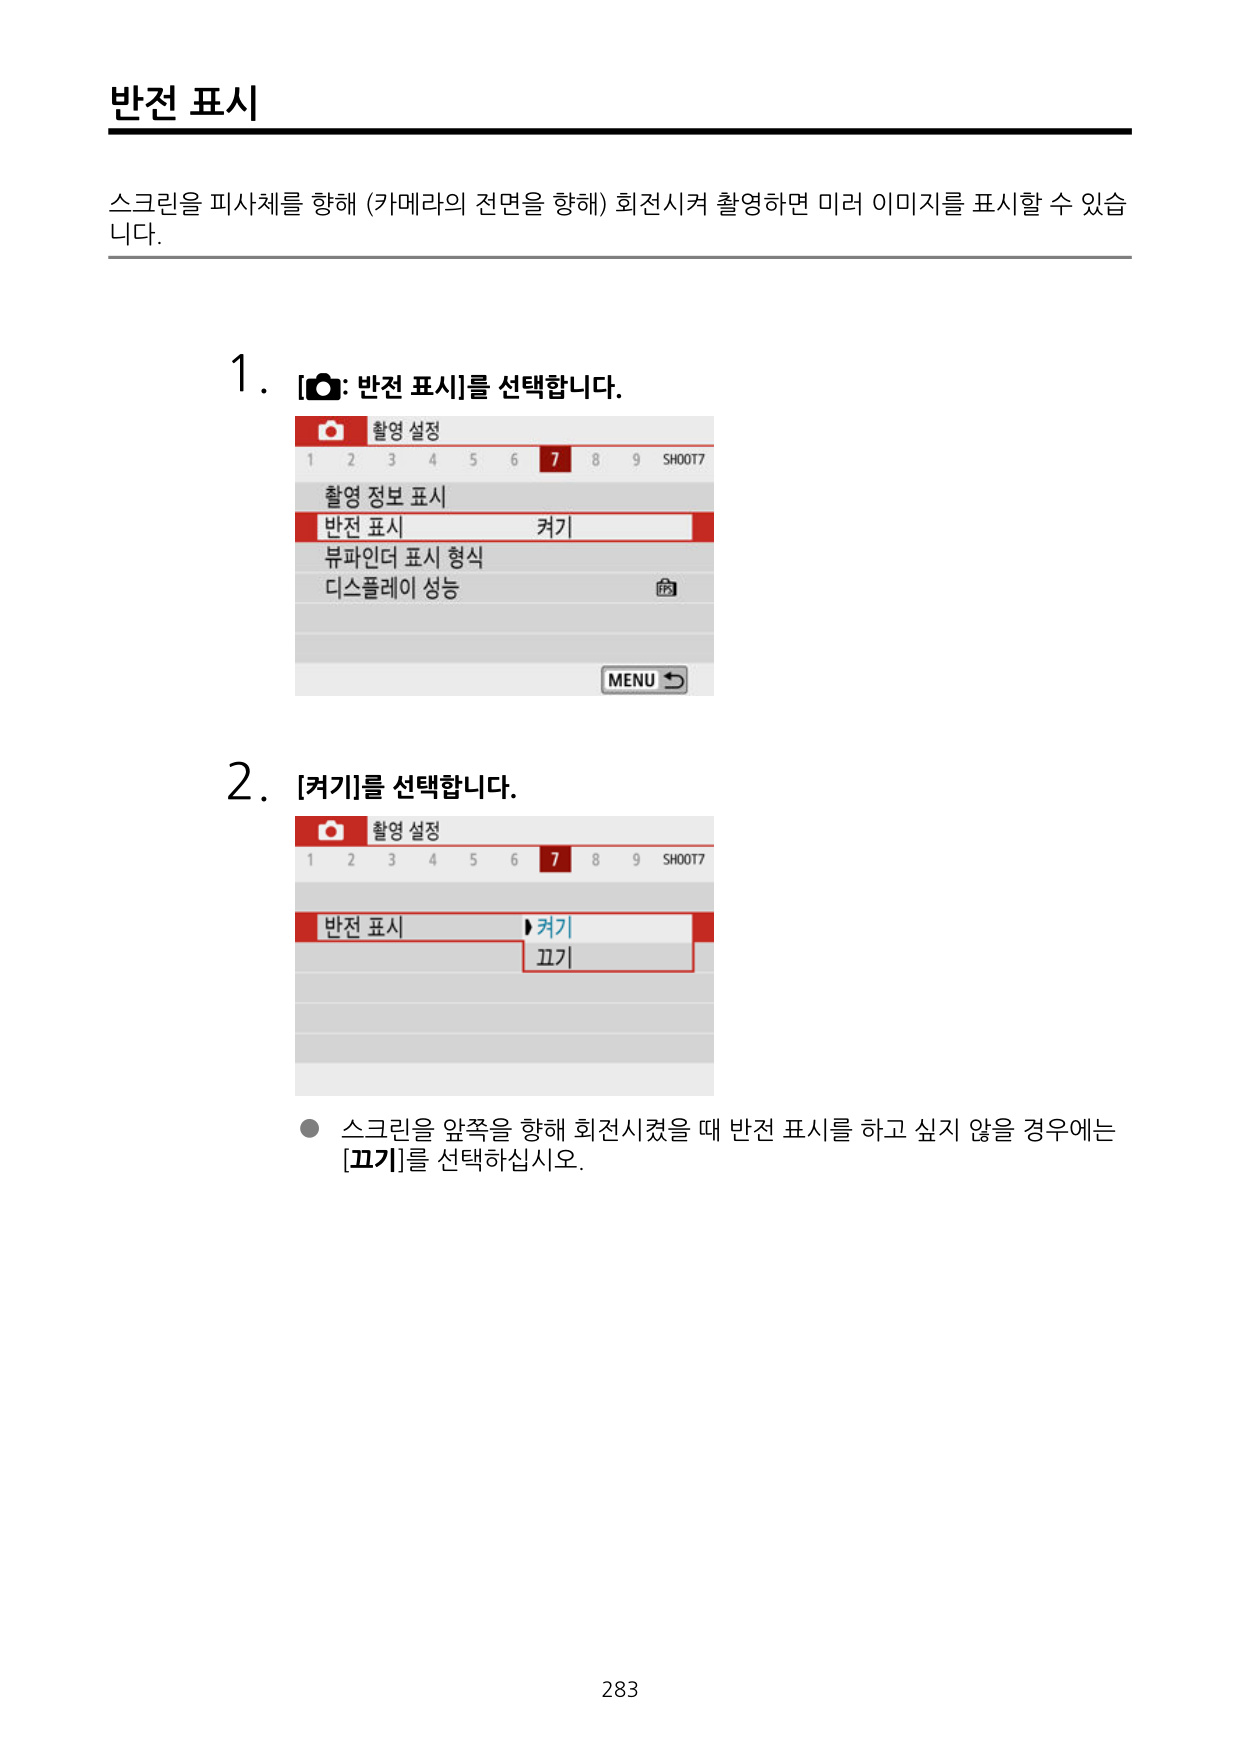 반전 표시
스크린을 피사체를 향해 (카메라의 전면을 향해) 회전시켜 촬영하면 미러 이미지를 표시할 수 있습
니다.
1. [: 반전 표시]를 선택합니다.
촬영 설정
1 2 3 4 5 6 7 8 9 SHOOT7
촬영 정보 표시
반전 표시 켜기
뷰파인더 표시 형식
디스플레이 성능 FPS
MENU
2. [켜기]를 선택합니다.
촬영 설정
1 2 3 4 5 6 7 8 9 SHOOT7
반전 표시 켜기
끄기
● 스크린을 앞쪽을 향해 회전시켰을 때 반전 표시를 하고 싶지 않을 경우에는
[끄기]를 선택하십시오.
283